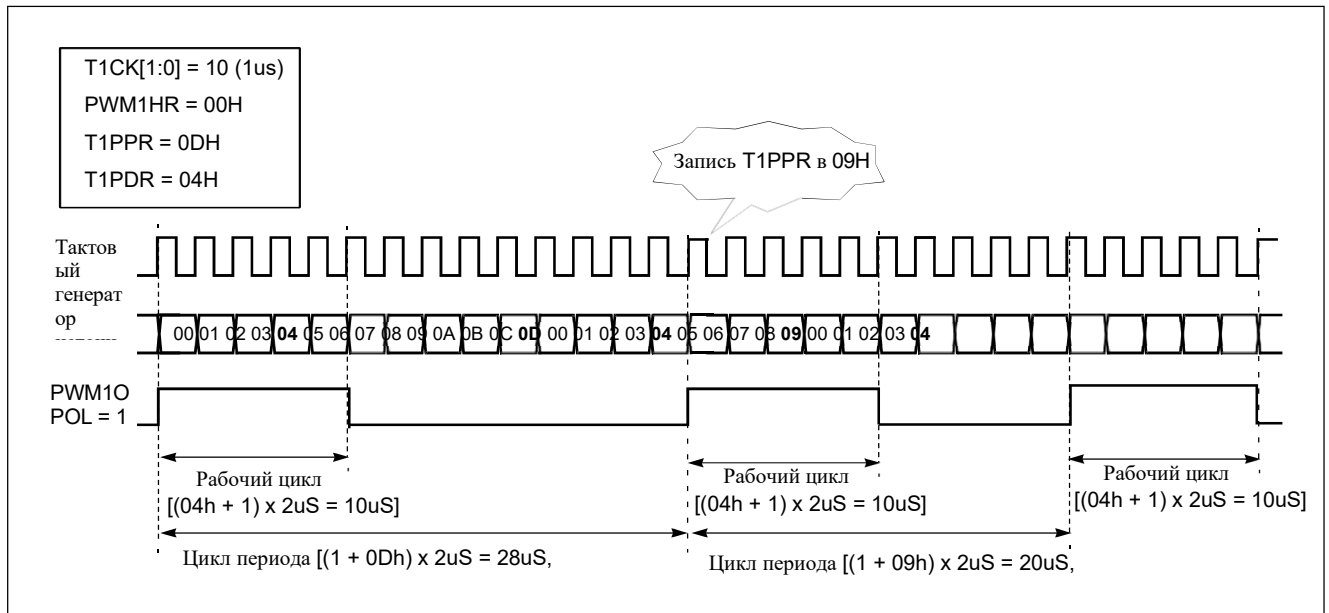 T1CK[1:0] = 10 (1us)
PWM1HR = 00H
T1PPR = 0DH
T1PDR = 04H
Запись T1PPR в 09H
Тактов
ый
генерат
ор
00 01 02 03 04 05 06 07 08 09 0A 0B 0C 0D 00 01 02 03 04 05 06 07 08 09 00 01 02 03 04
PWM1O
POL = 1
Рабочий цикл
[(04h + 1) x 2uS = 10uS]
Рабочий цикл
[(04h + 1) x 2uS = 10uS]
Рабочий цикл
[(04h + 1) x 2uS = 10uS]
Цикл периода [(1 + 0Dh) x 2uS = 28uS,
Цикл периода [(1 + 09h) x 2uS = 20uS,